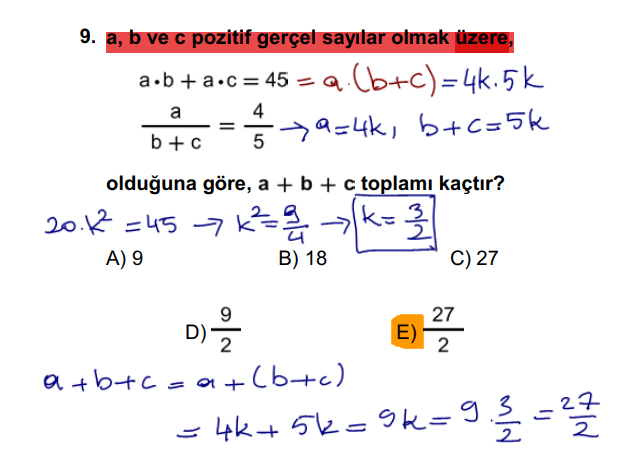 9. a, b ve c pozitif gerçel sayılar olmak üzere,
a•b + a•c = 45 = a.(b+c) = 4k.5k
a/(b + c) = 4/5 → a=4k, b+c=5k
olduğuna göre, a + b + c toplamı kaçtır?
20.k² = 45 → k² = 9/4 → k = 3/2
A) 9 B) 18 C) 27
D) 9/2 E) 27/2
a+b+c = a+(b+c)
= 4k + 5k = 9k = 9.3/2 = 27/2